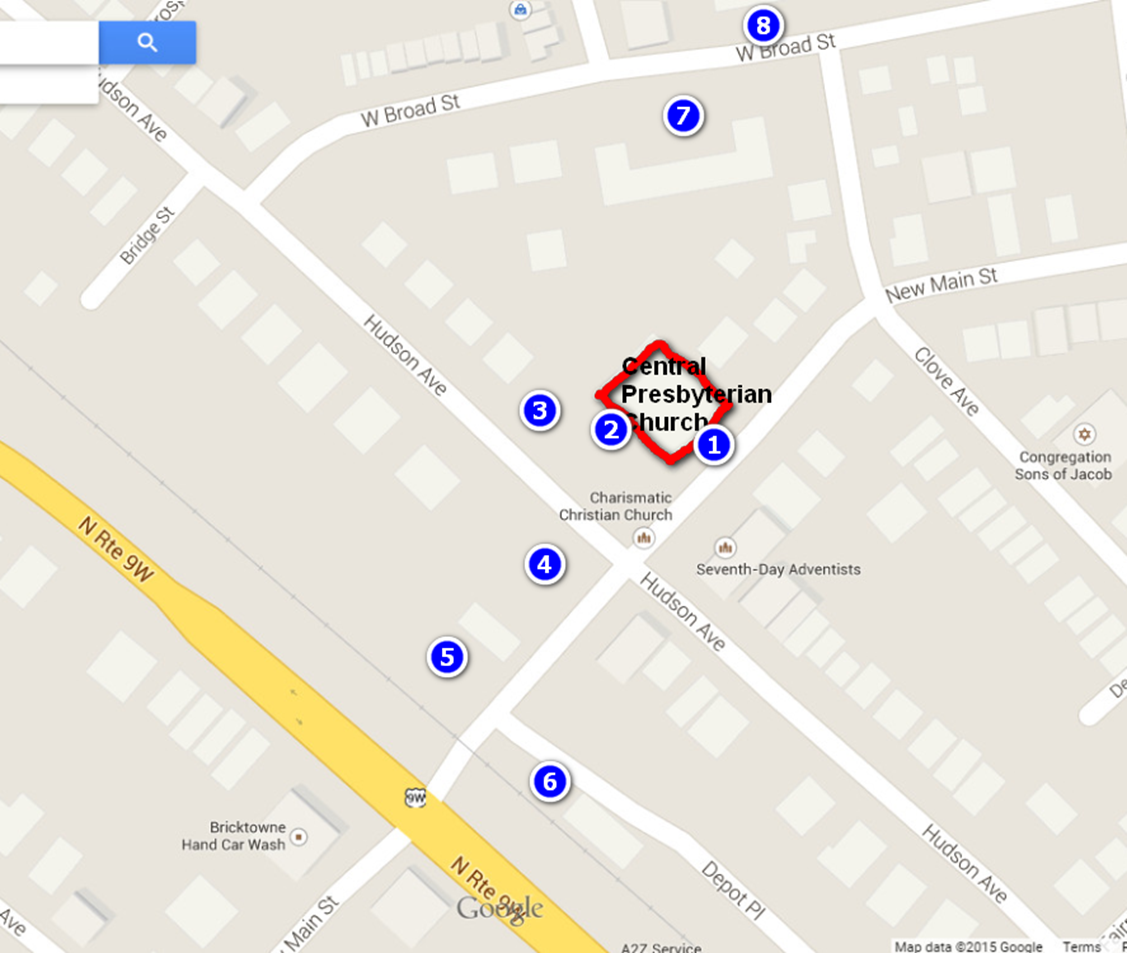 8
W Broad St
Hudson Ave
W Broad St
7
Bridge St
New Main St
Hudson Ave
Clove Ave
Central
Presbyterian
Church
3
2
1
Congregation
Sons of Jacob
Charismatic
Christian Church
N Rte 9W
4
Seventh-Day Adventists
Hudson Ave
5
6
9W
Bricktowne
Hand Car Wash
Hudson Ave
N Rte 9W
Depot Pl
Google
Main St
Ave
A2Z Service
Map data ©2015 Google
Terms